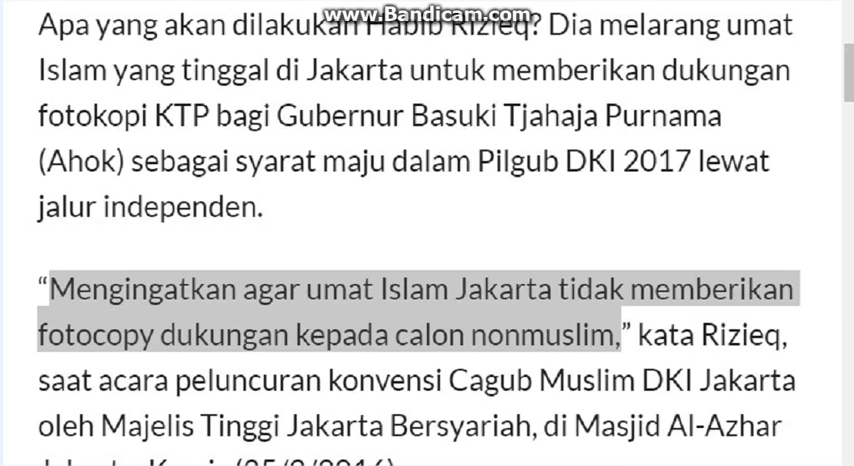 www.Bandicam.com
Apa yang akan dilakukan Habib Rizieq? Dia melarang umat
Islam yang tinggal di Jakarta untuk memberikan dukungan
fotokopi KTP bagi Gubernur Basuki Tjahaja Purnama
(Ahok) sebagai syarat maju dalam Pilgub DKI 2017 lewat
jalur independen.
“Mengingatkan agar umat Islam Jakarta tidak memberikan
fotocopy dukungan kepada calon nonmuslim,” kata Rizieq,
saat acara peluncuran konvensi Cagub Muslim DKI Jakarta
oleh Majelis Tinggi Jakarta Bersyariah, di Masjid Al-Azhar